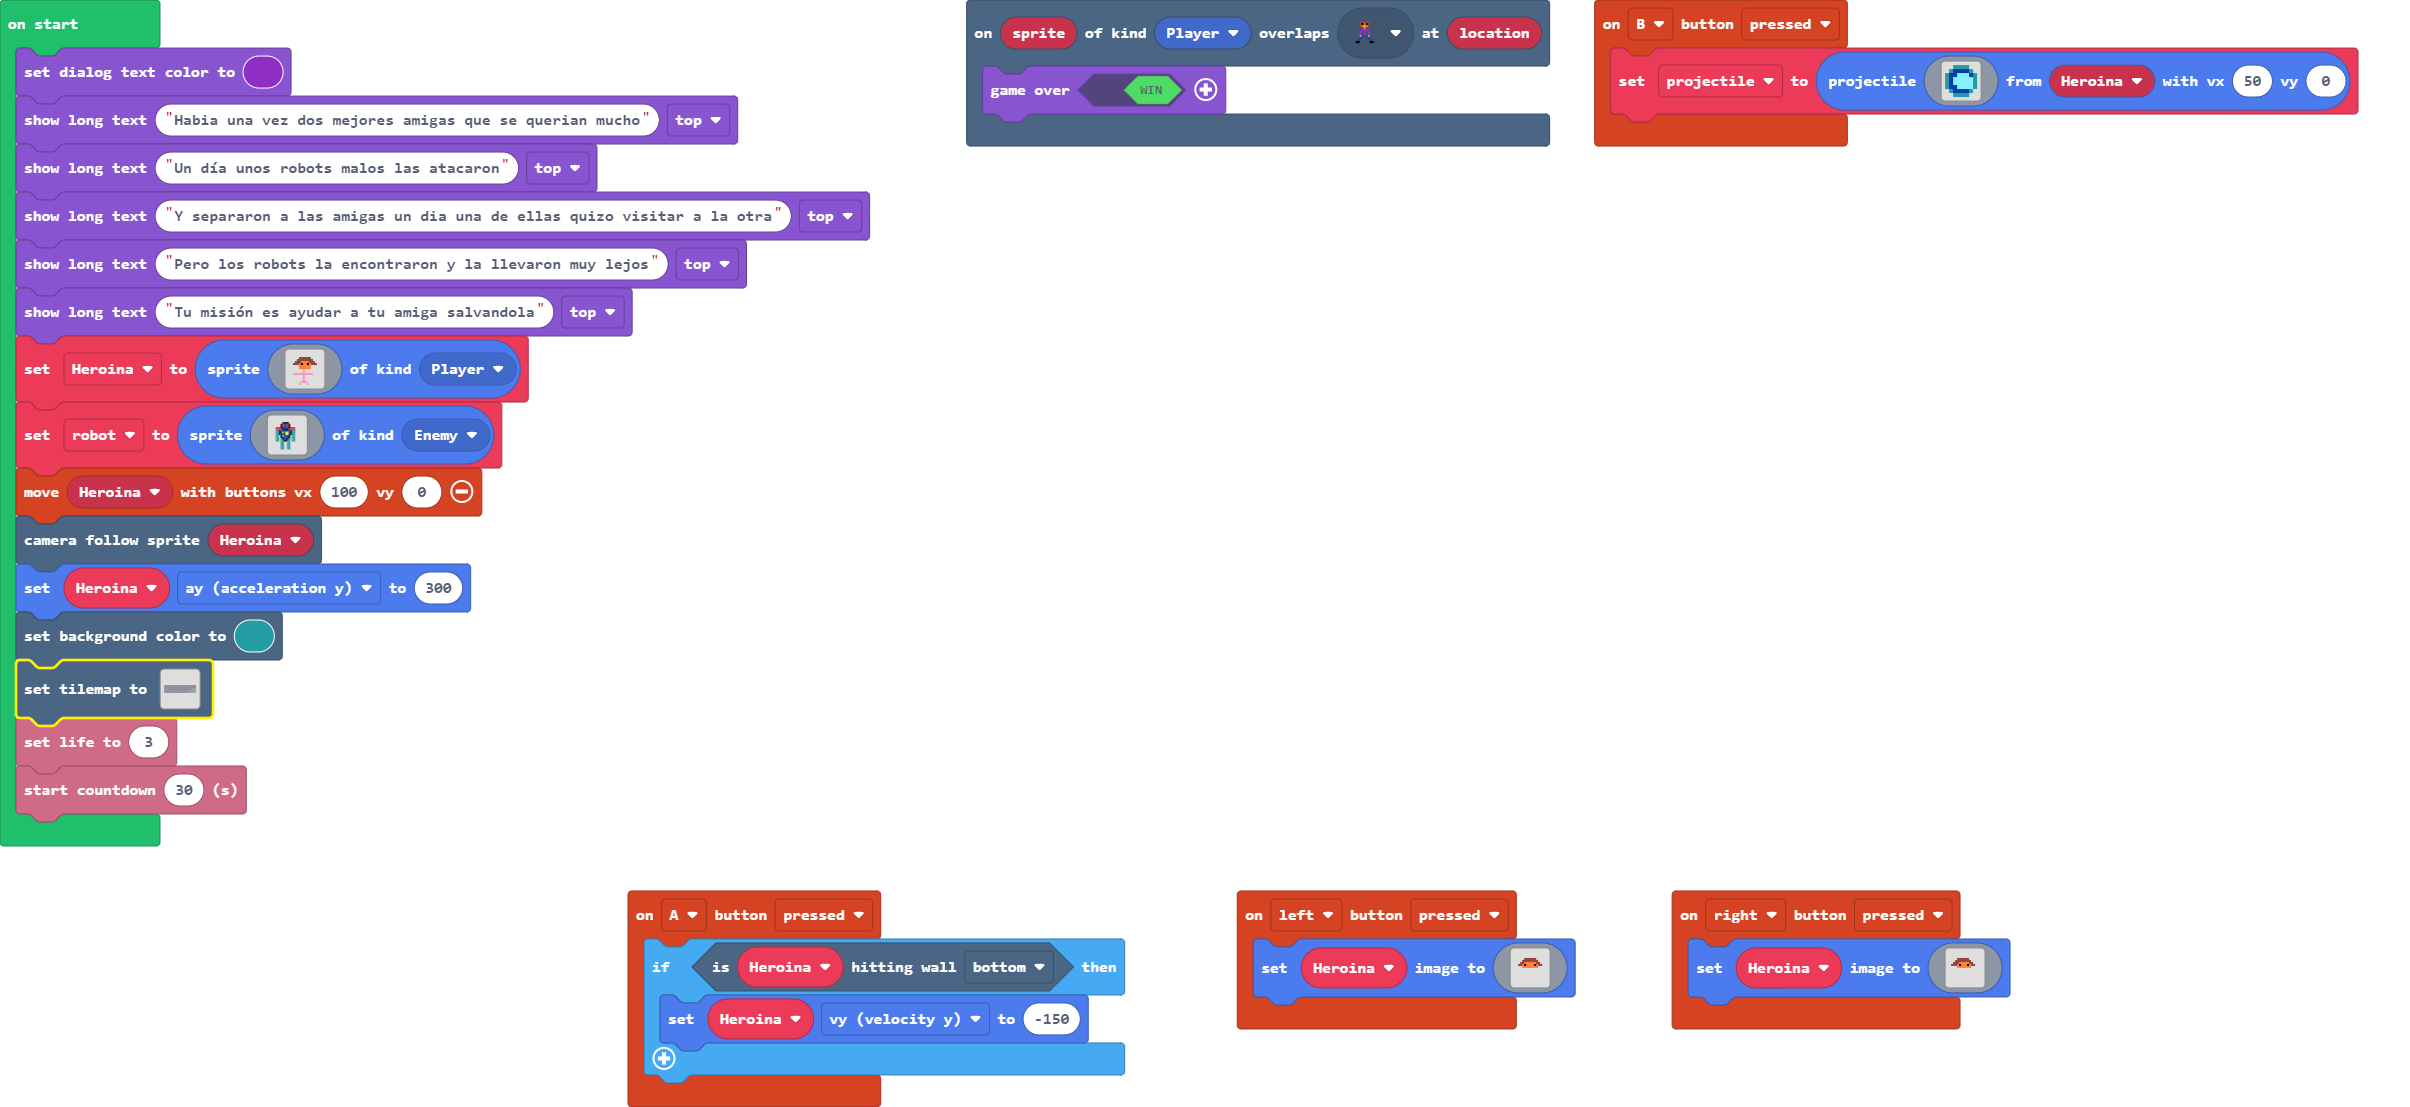 on start
set dialog text color to
show long text "Habia una vez dos mejores amigas que se querian mucho" top
show long text "Un día unos robots malos las atacaron" top
show long text "Y separaron a las amigas un dia una de ellas quizo visitar a la otra" top
show long text "Pero los robots la encontraron y la llevaron muy lejos" top
show long text "Tu misión es ayudar a tu amiga salvandola" top
set Heroina to sprite of kind Player
set robot to sprite of kind Enemy
move Heroina with buttons vx 100 vy 0
camera follow sprite Heroina
set Heroina ay (acceleration y) to 300
set background color to
set tilemap to
set life to 3
start countdown 30 (s)
on sprite of kind Player overlaps at location
game over WIN
on B button pressed
set projectile to projectile from Heroina with vx 50 vy 0
on A button pressed
if is Heroina hitting wall bottom then
set Heroina vy (velocity y) to -150
on left button pressed
set Heroina image to
on right button pressed
set Heroina image to